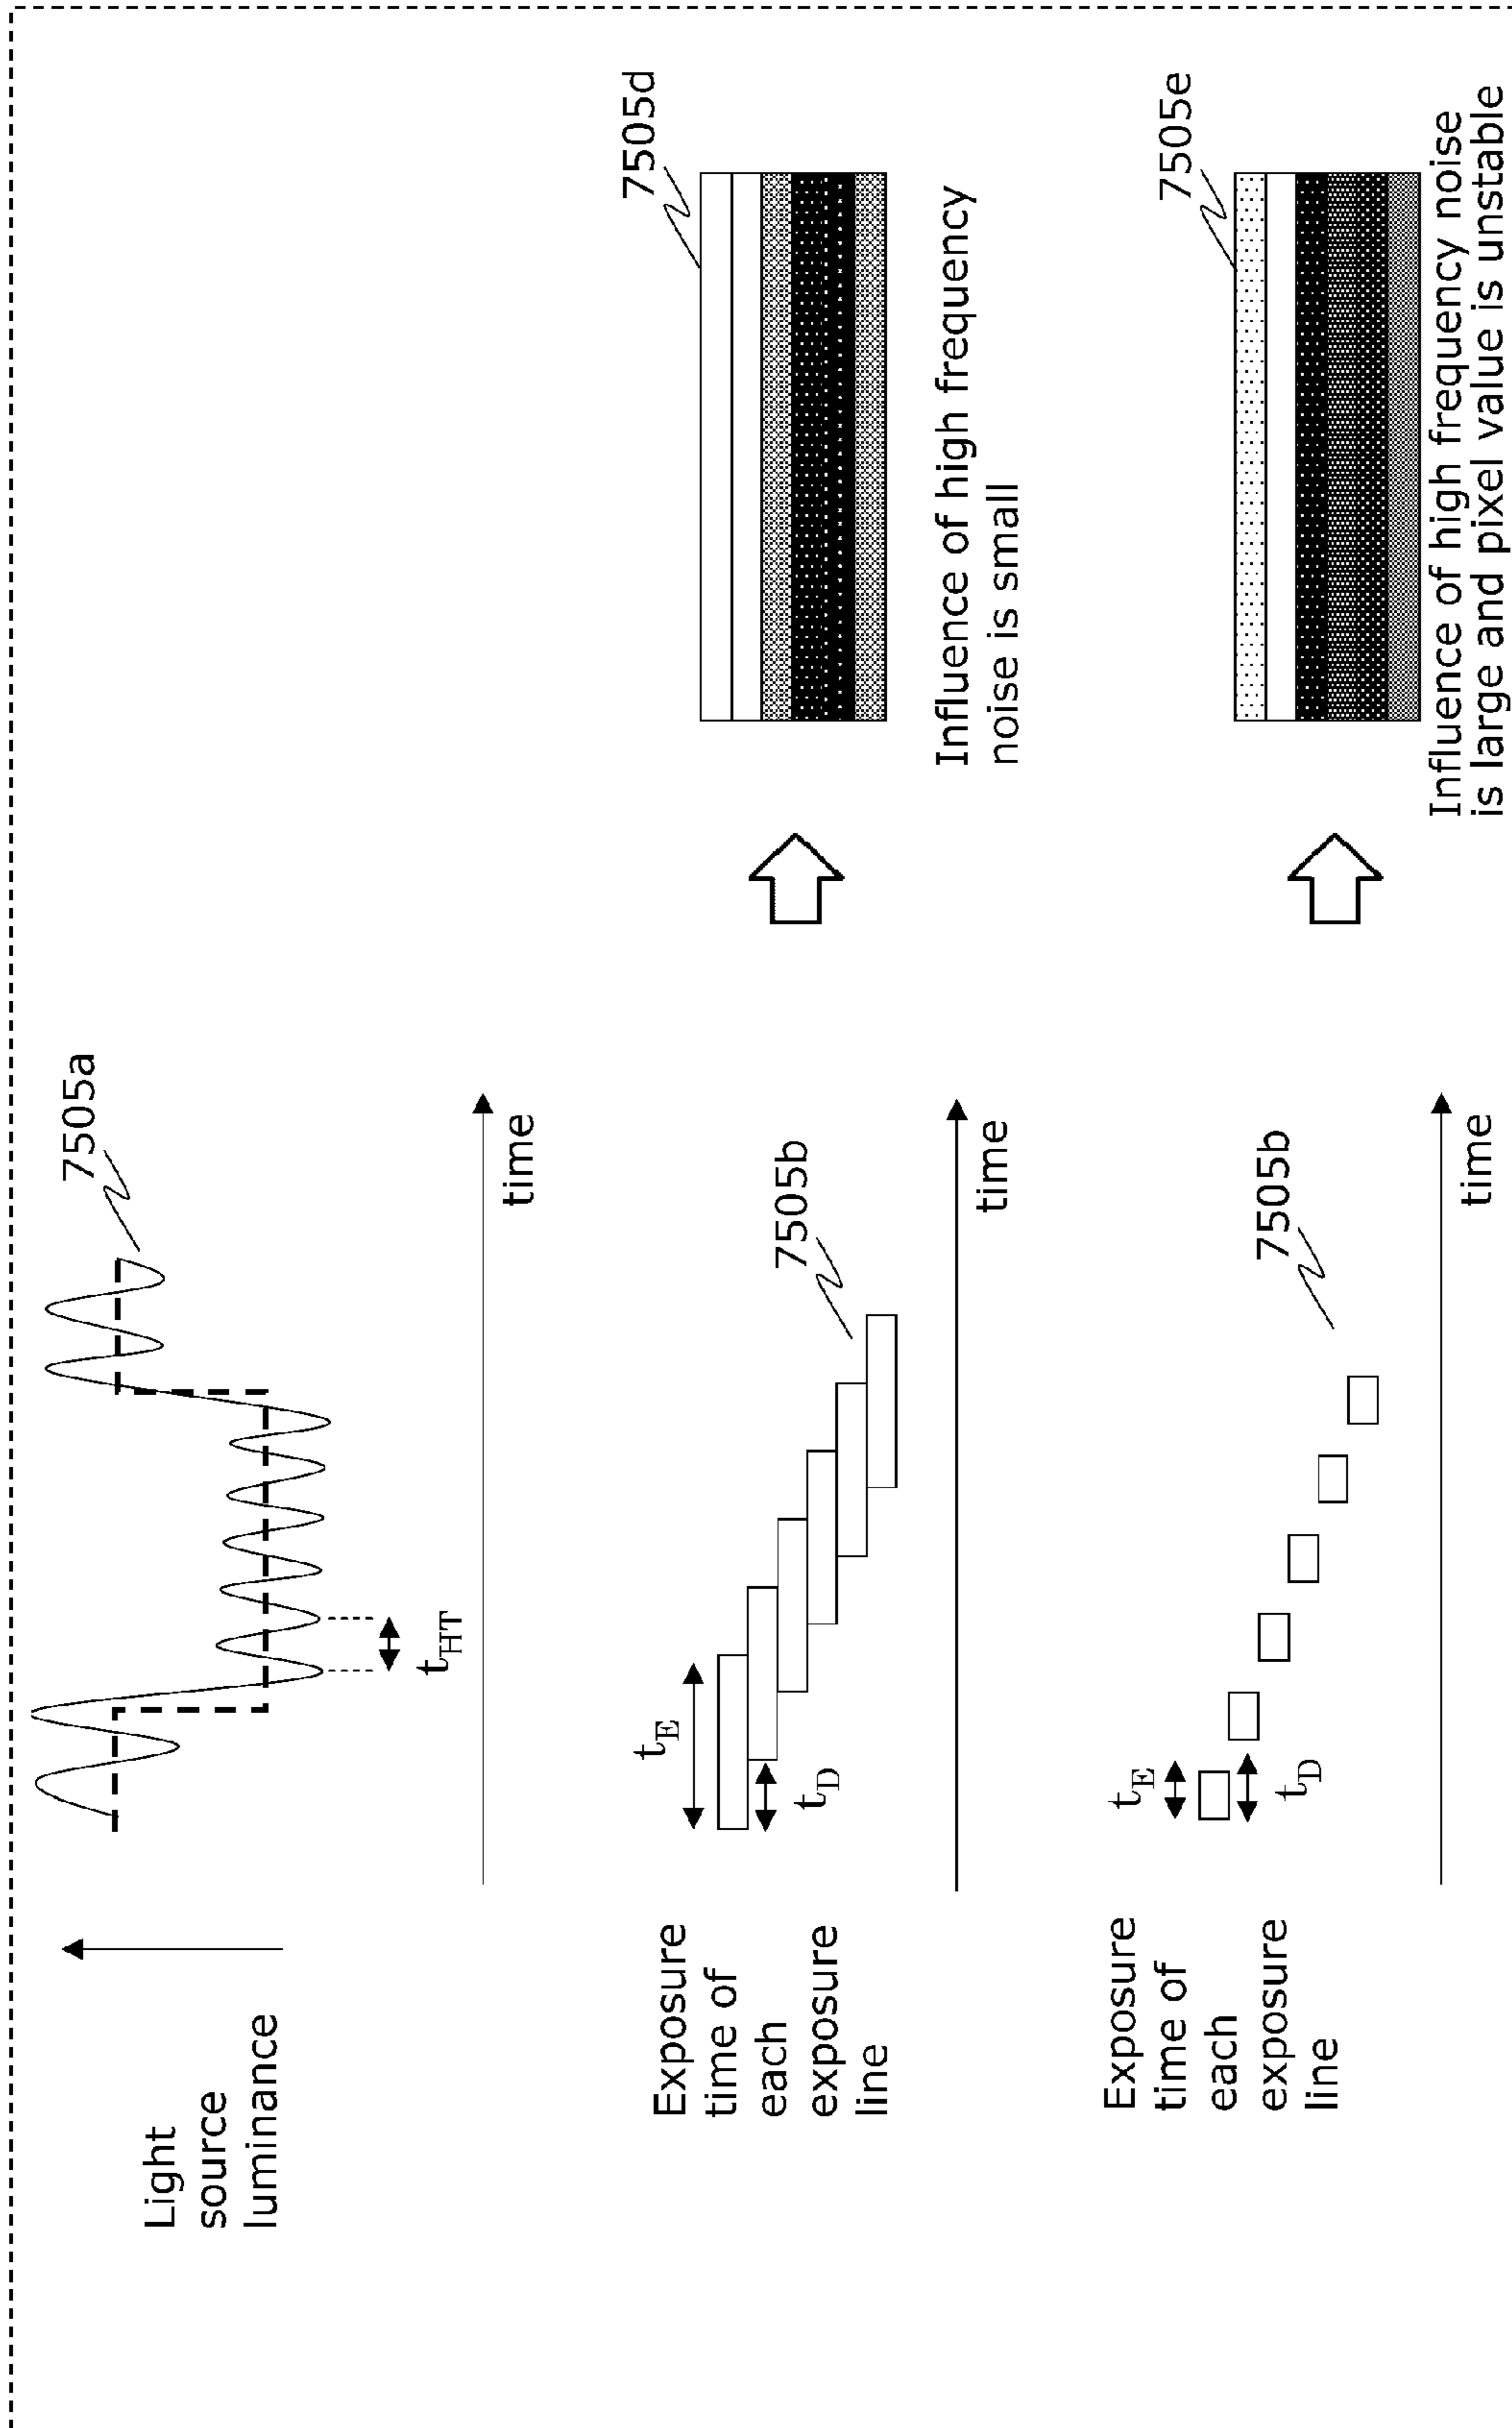 Light
source
luminance
7505a
t_HT
time
Exposure
time of
each
exposure
line
t_E
t_D
7505b
time
7505d
Influence of high frequency
noise is small
Exposure
time of
each
exposure
line
t_E
t_D
7505b
time
7505e
Influence of high frequency noise
is large and pixel value is unstable